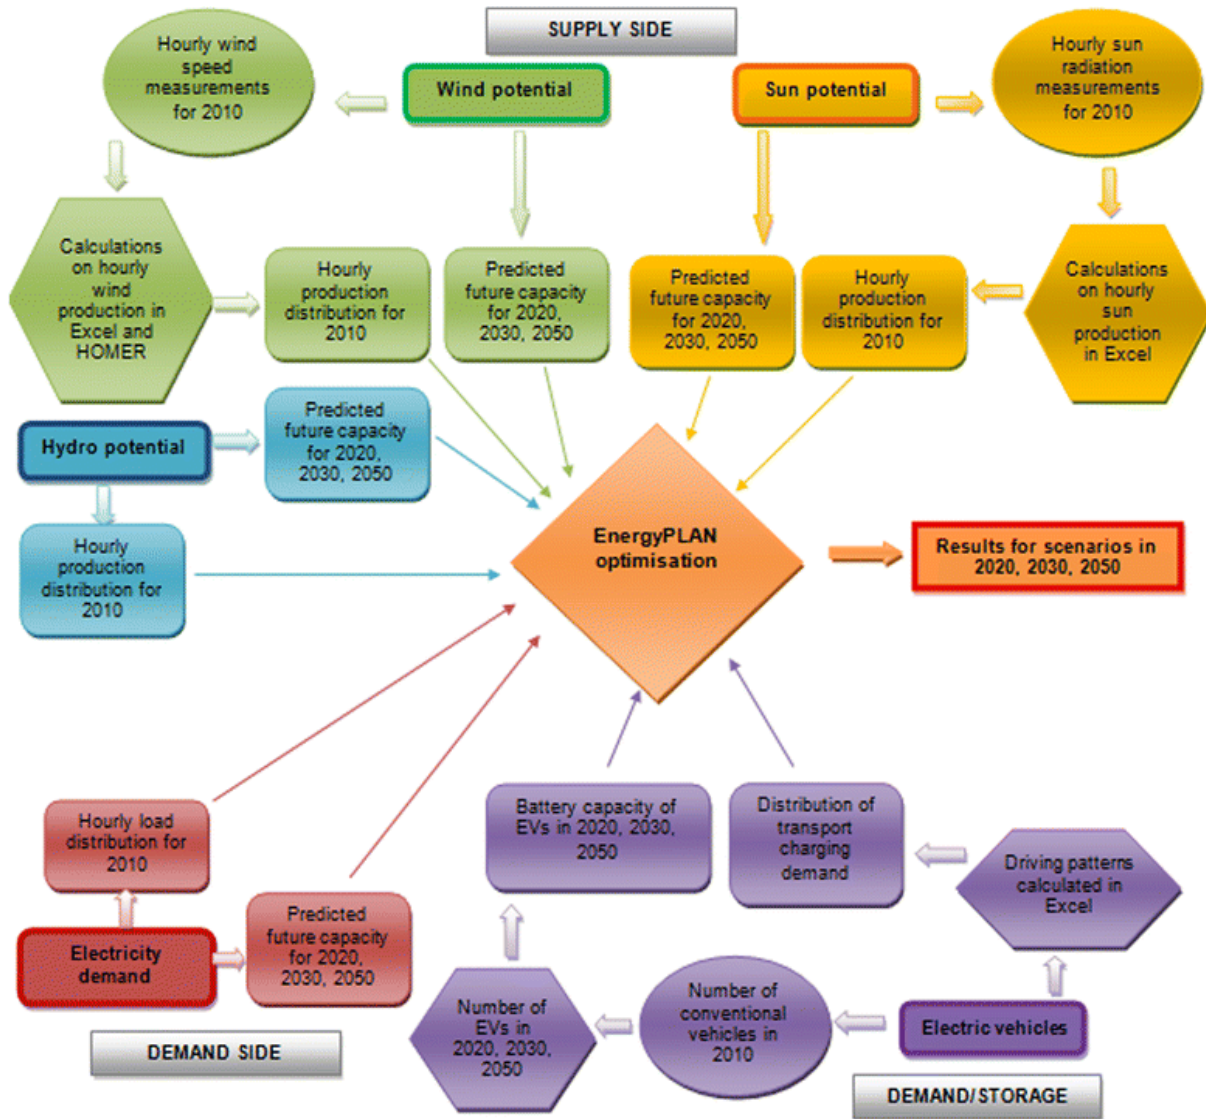 SUPPLY SIDE
Hourly wind
speed
measurements
for 2010
Wind potential
Sun potential
Hourly sun
radiation
measurements
for 2010
Calculations
on hourly
wind
production in
Excel and
HOMER
Hourly
production
distribution for
2010
Predicted
future capacity
for 2020,
2030, 2050
Predicted
future capacity
for 2020,
2030, 2050
Hourly
production
distribution for
2010
Calculations
on hourly
sun
production
in Excel
Hydro potential
Predicted
future capacity
for 2020,
2030, 2050
Hourly
production
distribution for
2010
EnergyPLAN
optimisation
Results for scenarios in
2020, 2030, 2050
Hourly load
distribution for
2010
Electricity
demand
Predicted
future capacity
for 2020,
2030, 2050
DEMAND SIDE
Battery capacity of
EVs in 2020, 2030,
2050
Distribution of
transport
charging
demand
Driving patterns
calculated in
Excel
Number of
EVs in
2020, 2030,
2050
Number of
conventional
vehicles in
2010
Electric vehicles
DEMAND/STORAGE